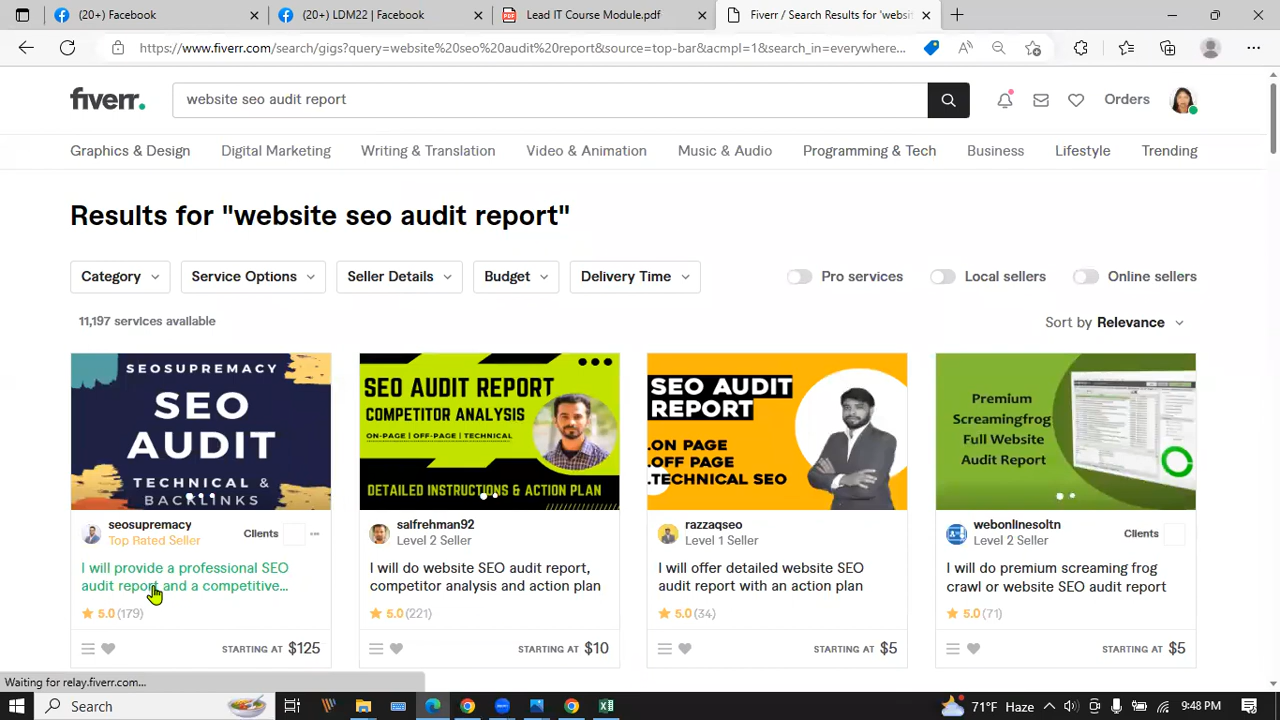 (20+) Facebook
(20+) LDM22 | Facebook
Lead IT Course Module.pdf
Fiverr / Search Results for 'websit
https://www.fiverr.com/search/gigs?query=website%20seo%20audit%20report&source=top-bar&acmpl=1&search_in=everywhere...
fiverr.
website seo audit report
Orders
Graphics & Design
Digital Marketing
Writing & Translation
Video & Animation
Music & Audio
Programming & Tech
Business
Lifestyle
Trending
Results for "website seo audit report"
Category
Service Options
Seller Details
Budget
Delivery Time
Pro services
Local sellers
Online sellers
11,197 services available
Sort by Relevance
SEOSUPREMACY
SEO
AUDIT
TECHNICAL &
BACKLINKS
seosupremacy
Top Rated Seller
Clients
I will provide a professional SEO
audit report and a competitive...
5.0 (179)
STARTING AT $125
SEO AUDIT REPORT
COMPETITOR ANALYSIS
ON-PAGE | OFF-PAGE | TECHNICAL
DETAILED INSTRUCTIONS & ACTION PLAN
salfrehman92
Level 2 Seller
I will do website SEO audit report,
competitor analysis and action plan
5.0 (221)
STARTING AT $10
SEO AUDIT
REPORT
.ON PAGE
.OFF PAGE
.TECHNICAL SEO
razzaqseo
Level 1 Seller
I will offer detailed website SEO
audit report with an action plan
5.0 (34)
STARTING AT $5
Premium
Screamingfrog
Full Website
Audit Report
webonlinesoltn
Level 2 Seller
Clients
I will do premium screaming frog
crawl or website SEO audit report
5.0 (71)
STARTING AT $5
Waiting for relay.fiverr.com...
Search
71°F Haze
9:48 PM